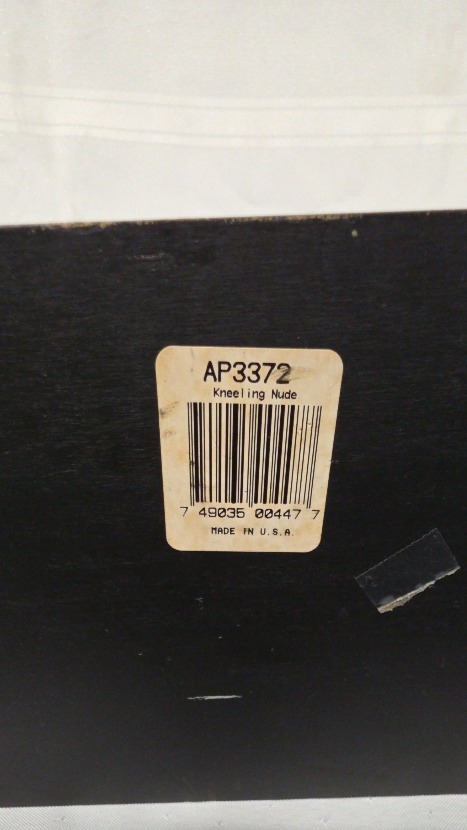 AP3372
Kneeling Nude
7 49035 00447 7
MADE IN U.S.A.